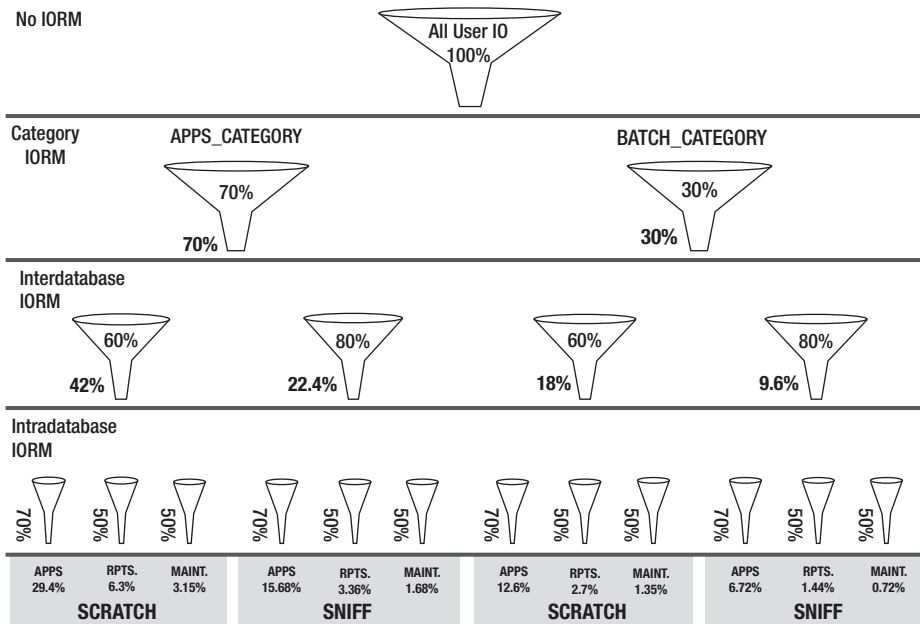 No IORM
All User IO
100%
Category
IORM
APPS_CATEGORY
BATCH_CATEGORY
70%
30%
70%
30%
Interdatabase
IORM
60%
80%
60%
80%
42%
22.4%
18%
9.6%
Intradatabase
IORM
70%
50%
50%
70%
50%
50%
70%
50%
50%
70%
50%
50%
APPS
29.4%
RPTS.
6.3%
MAINT.
3.15%
SCRATCH
APPS
15.68%
RPTS.
3.36%
MAINT.
1.68%
SNIFF
APPS
12.6%
RPTS.
2.7%
MAINT.
1.35%
SCRATCH
APPS
6.72%
RPTS.
1.44%
MAINT.
0.72%
SNIFF